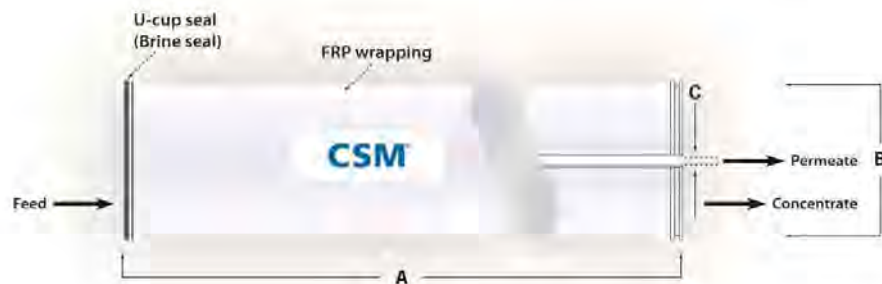 U-cup seal
(Brine seal)
FRP wrapping
C
CSM
Permeate
B
Feed
Concentrate
A